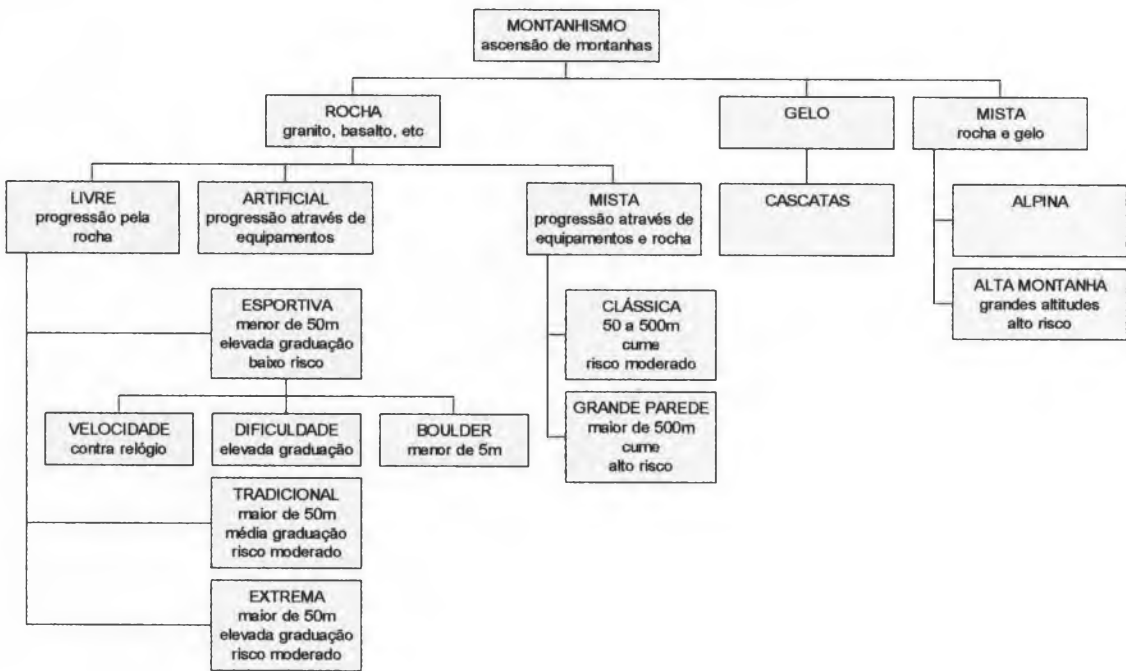 MONTANHISMO
ascensão de montanhas
ROCHA
granito, basalto, etc
GELO
MISTA
rocha e gelo
LIVRE
progressão pela
rocha
ARTIFICIAL
progressão através de
equipamentos
MISTA
progressão através de
equipamentos e rocha
CASCATAS
ALPINA
ALTA MONTANHA
grandes altitudes
alto risco
ESPORTIVA
menor de 50m
elevada graduação
baixo risco
CLÁSSICA
50 a 500m
cume
risco moderado
VELOCIDADE
contra relógio
DIFICULDADE
elevada graduação
BOULDER
menor de 5m
GRANDE PAREDE
maior de 500m
cume
alto risco
TRADICIONAL
maior de 50m
média graduação
risco moderado
EXTREMA
maior de 50m
elevada graduação
risco moderado